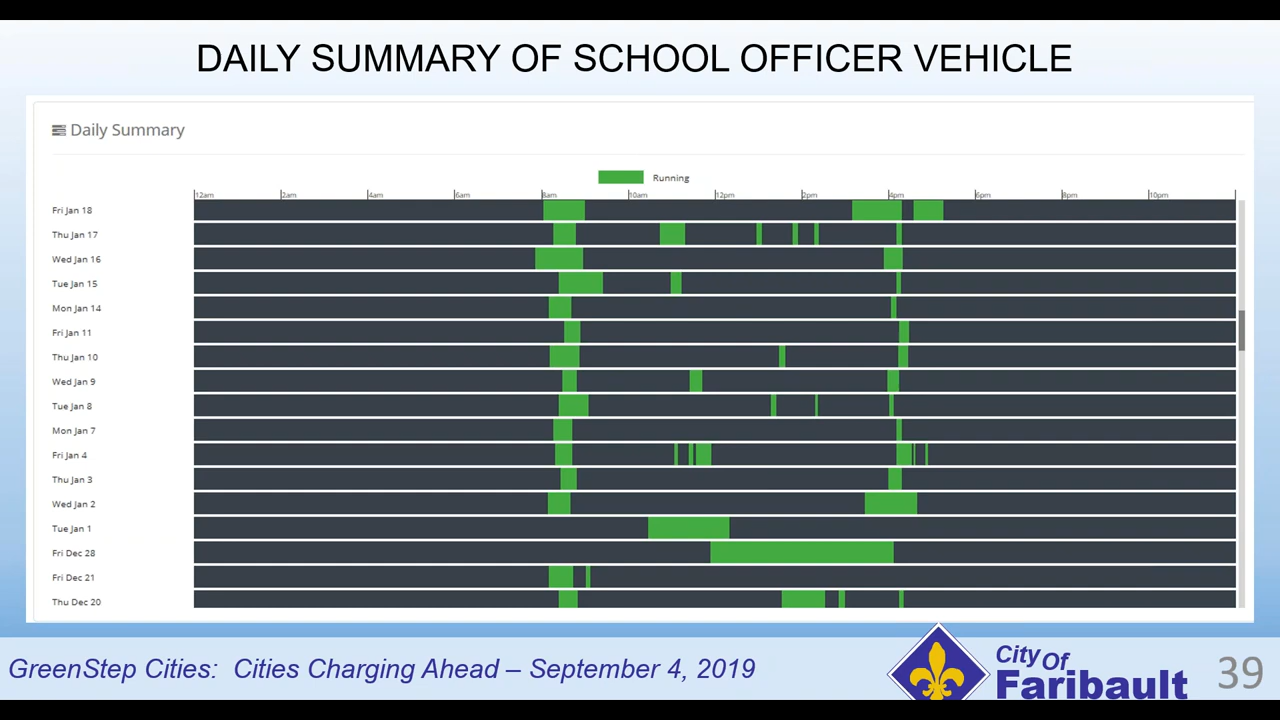 DAILY SUMMARY OF SCHOOL OFFICER VEHICLE
Daily Summary
Running
12am 2am 4am 6am 8am 10am 12pm 2pm 4pm 6pm 8pm 10pm
Fri Jan 18
Thu Jan 17
Wed Jan 16
Tue Jan 15
Mon Jan 14
Fri Jan 11
Thu Jan 10
Wed Jan 9
Tue Jan 8
Mon Jan 7
Fri Jan 4
Thu Jan 3
Wed Jan 2
Tue Jan 1
Fri Dec 28
Fri Dec 21
Thu Dec 20
GreenStep Cities: Cities Charging Ahead – September 4, 2019
City Of
Faribault
39